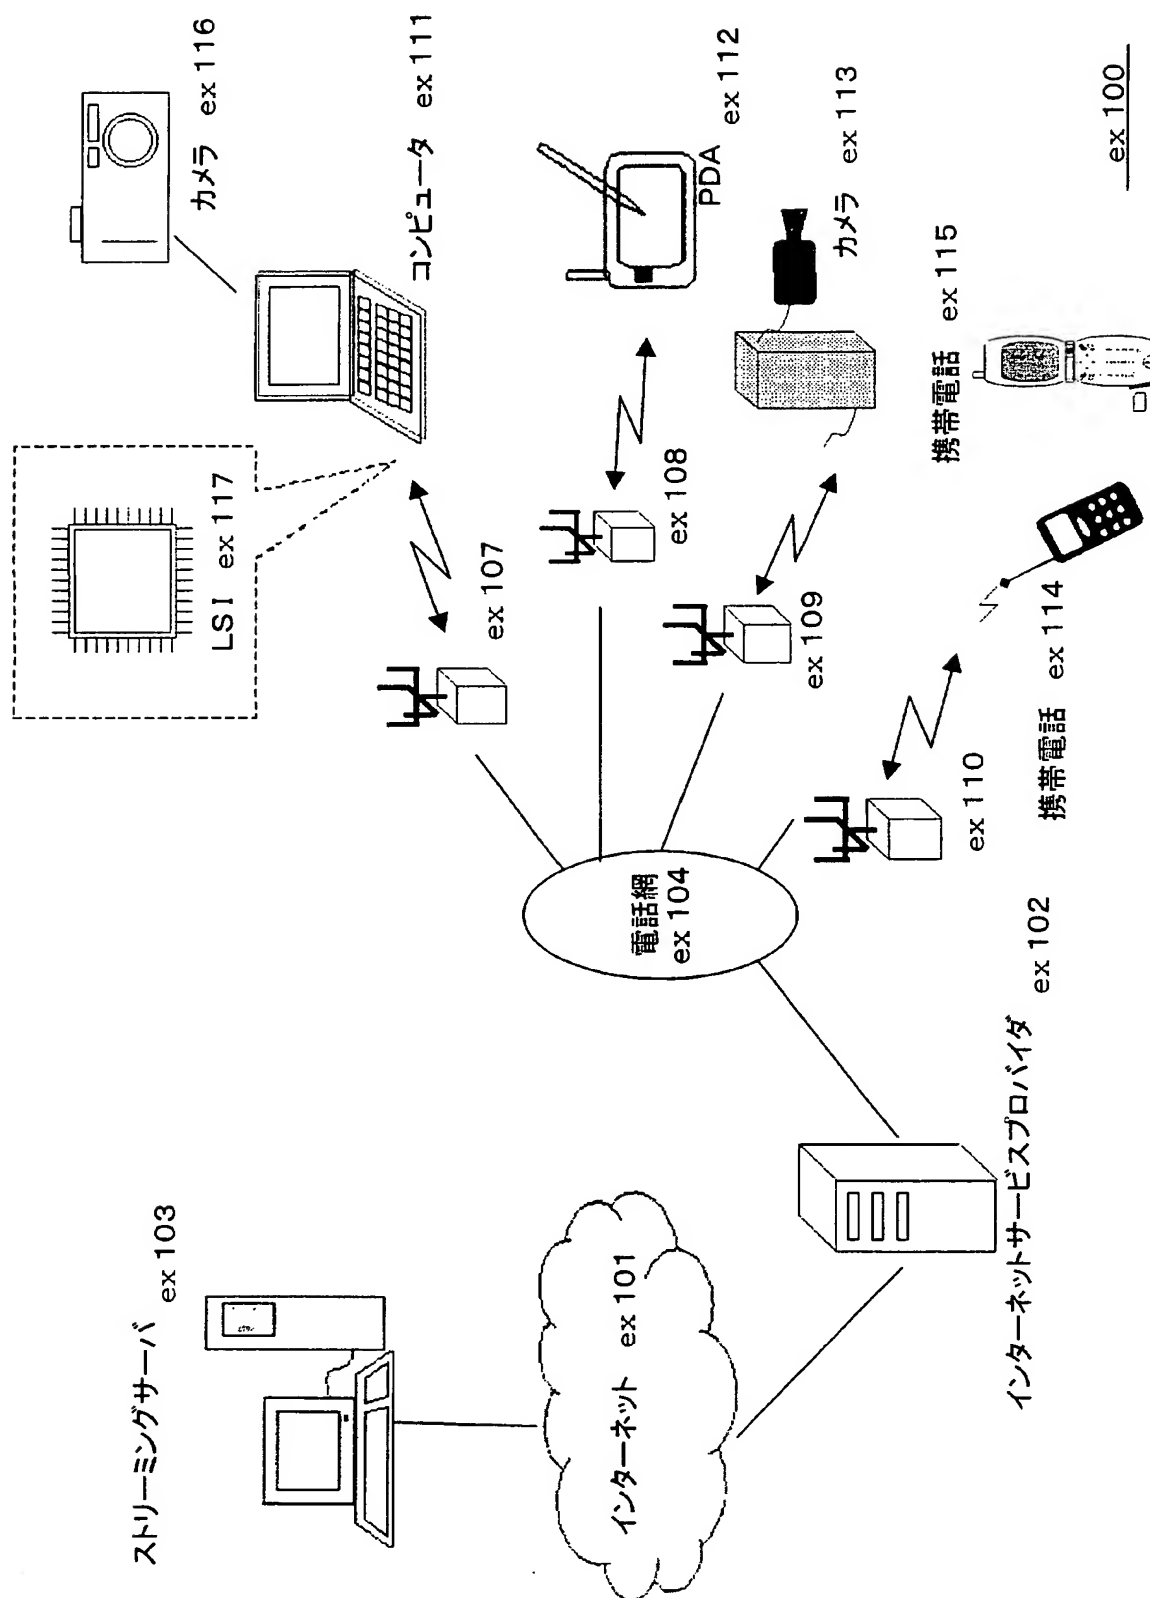 ストリーミングサーバ
ex 103
インターネット ex 101
インターネットサービスプロバイダ
ex 102
電話網
ex 104
LSI ex 117
ex 107
ex 108
ex 109
ex 110
カメラ ex 116
コンピュータ ex 111
PDA
ex 112
カメラ ex 113
携帯電話 ex 114
携帯電話 ex 115
ex 100